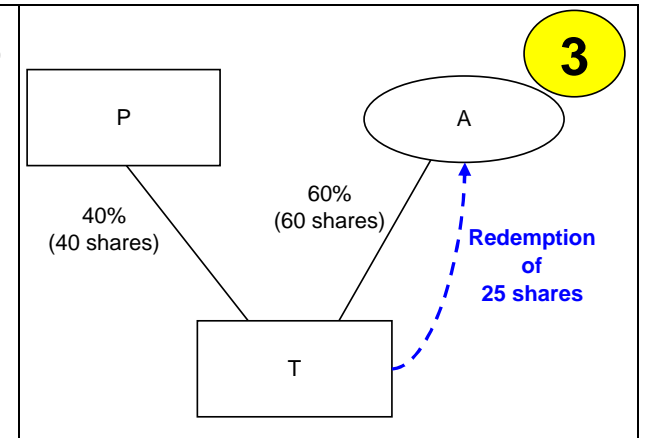 3
P
A
40%
(40 shares)
60%
(60 shares)
Redemption
of
25 shares
T